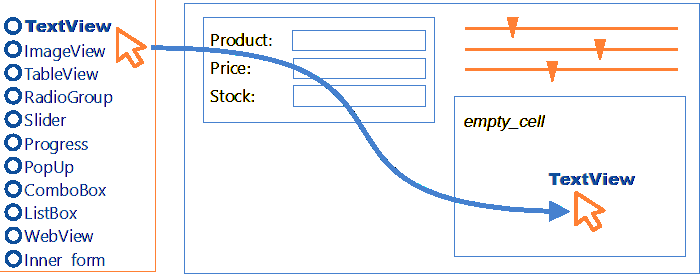 TextView
ImageView
TableView
RadioGroup
Slider
Progress
PopUp
ComboBox
ListBox
WebView
Inner form
Product:
Price:
Stock:
empty_cell
TextView